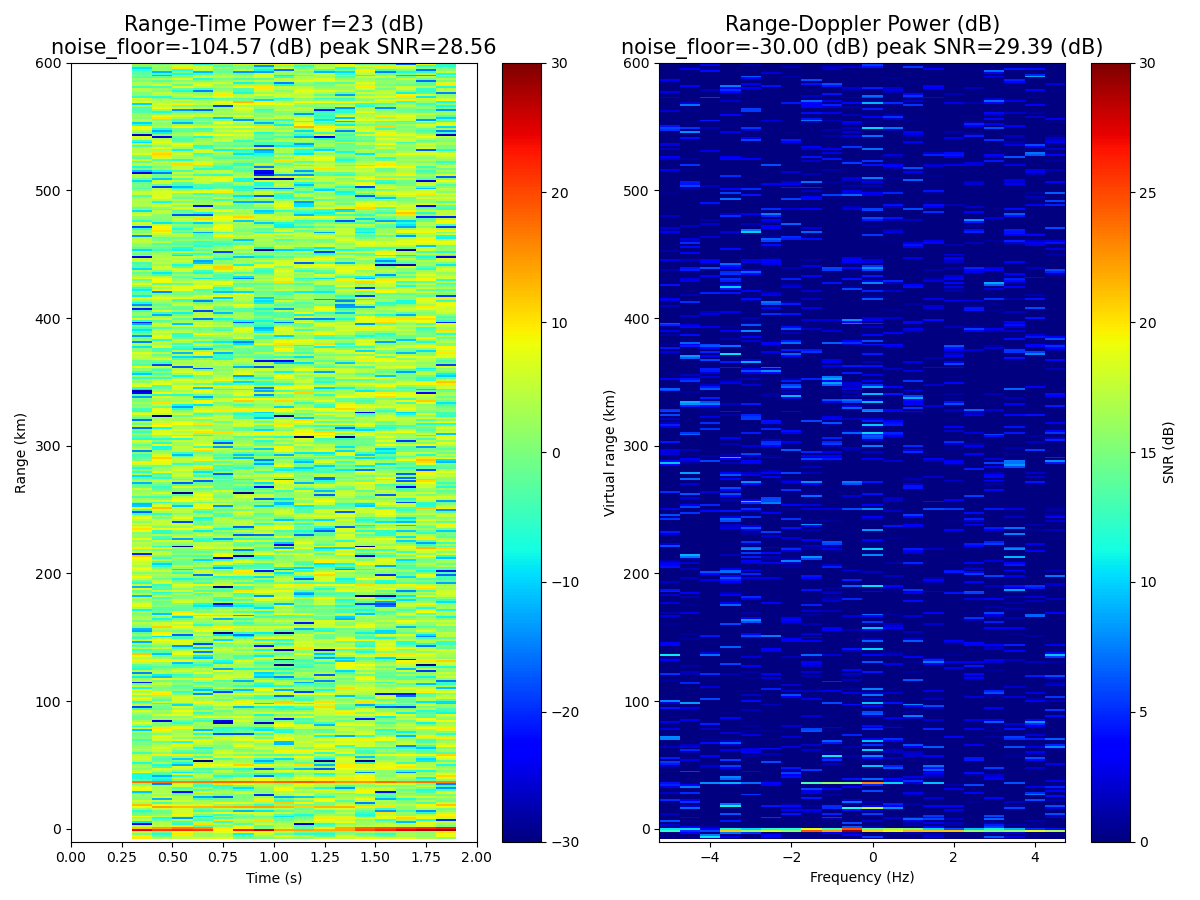 Range-Time Power f=23 (dB)
noise_floor=-104.57 (dB) peak SNR=28.56
600
500
400
300
200
100
0
Range (km)
0.00 0.25 0.50 0.75 1.00 1.25 1.50 1.75 2.00
Time (s)
30
20
10
0
−10
−20
−30
Range-Doppler Power (dB)
noise_floor=-30.00 (dB) peak SNR=29.39 (dB)
600
500
400
300
200
100
0
Virtual range (km)
−4 −2 0 2 4
Frequency (Hz)
30
25
20
15
10
5
0
SNR (dB)